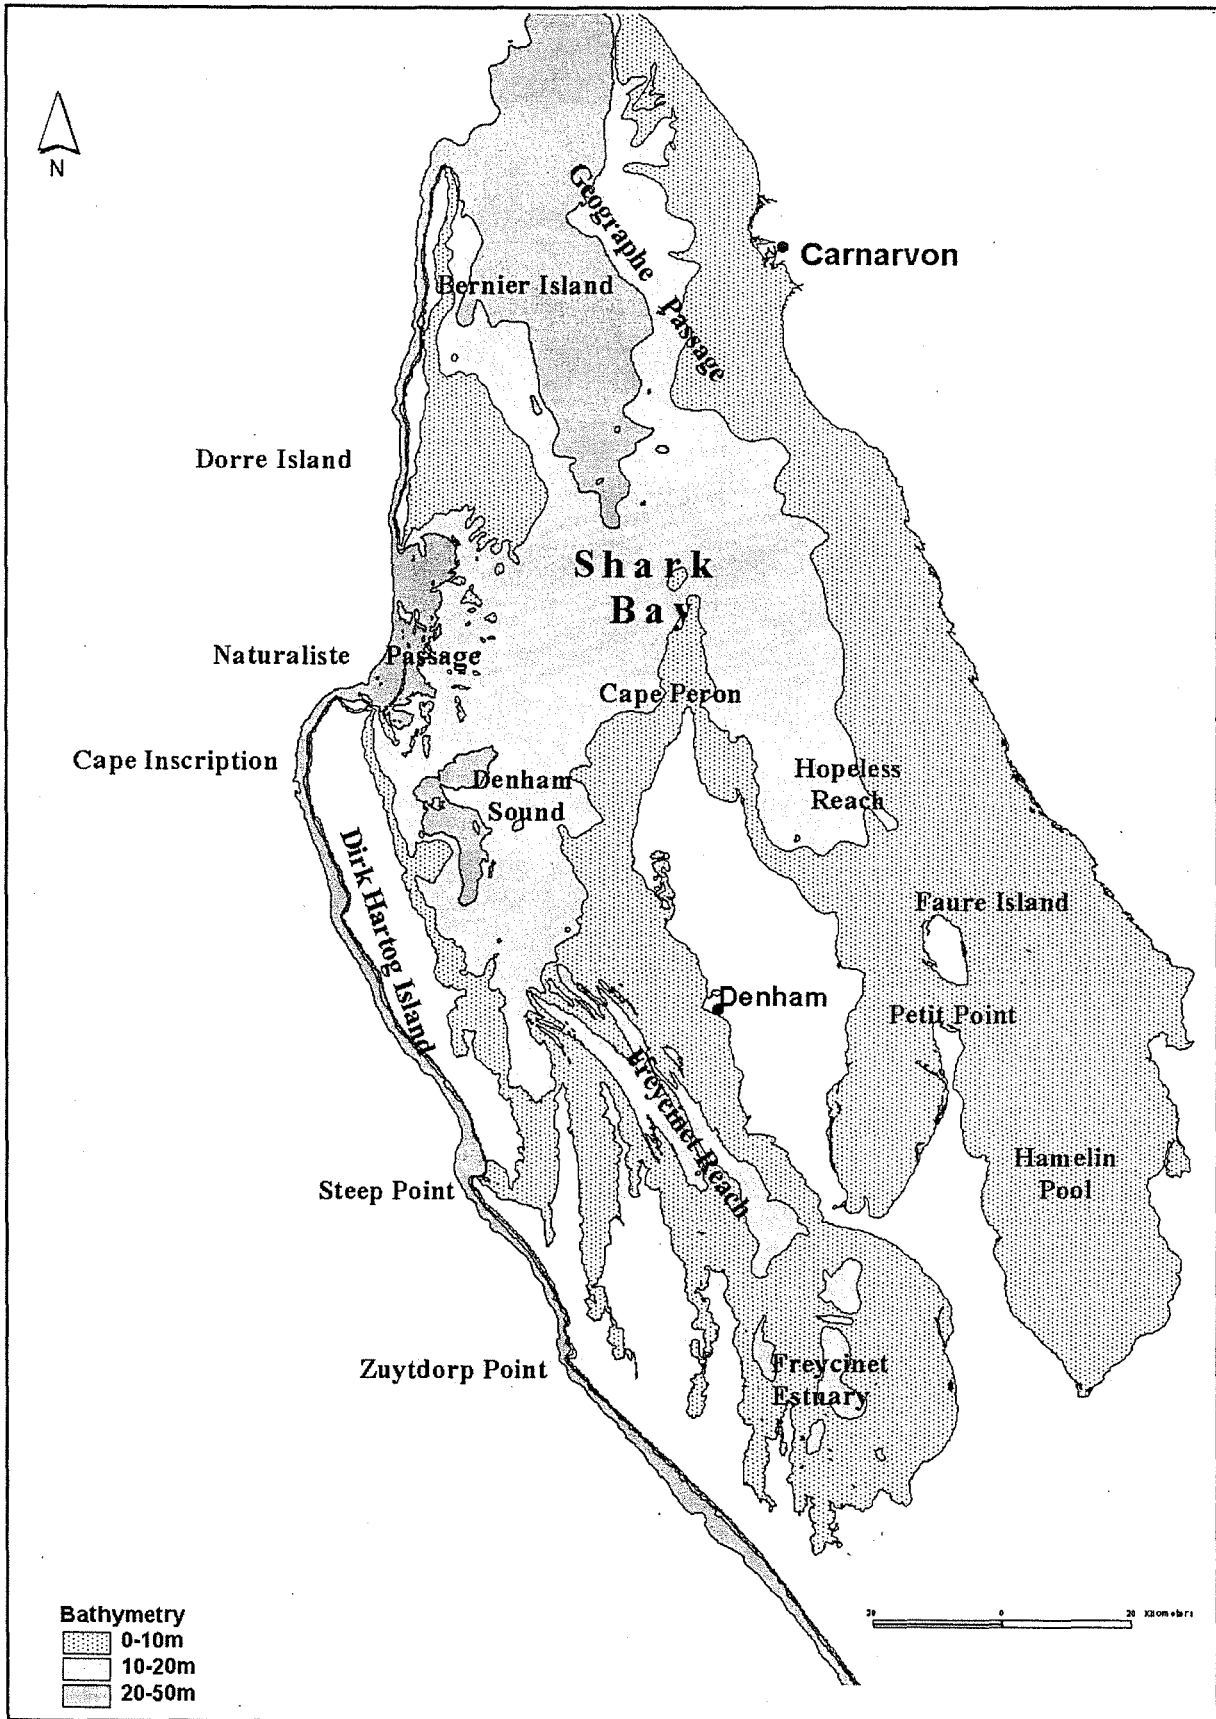 N
Geographe
Passage
Carnarvon
Bernier Island
Dorre Island
Shark
Bay
Naturaliste Passage
Cape Peron
Cape Inscription
Denham
Sound
Hopeless
Reach
Dirk Hartog Island
Faure Island
Denham
Petit Point
Freycinet Reach
Hamelin
Pool
Steep Point
Zuytdorp Point
Freycinet
Estuary
Bathymetry
0-10m
10-20m
20-50m
20 0 20 Kilometers